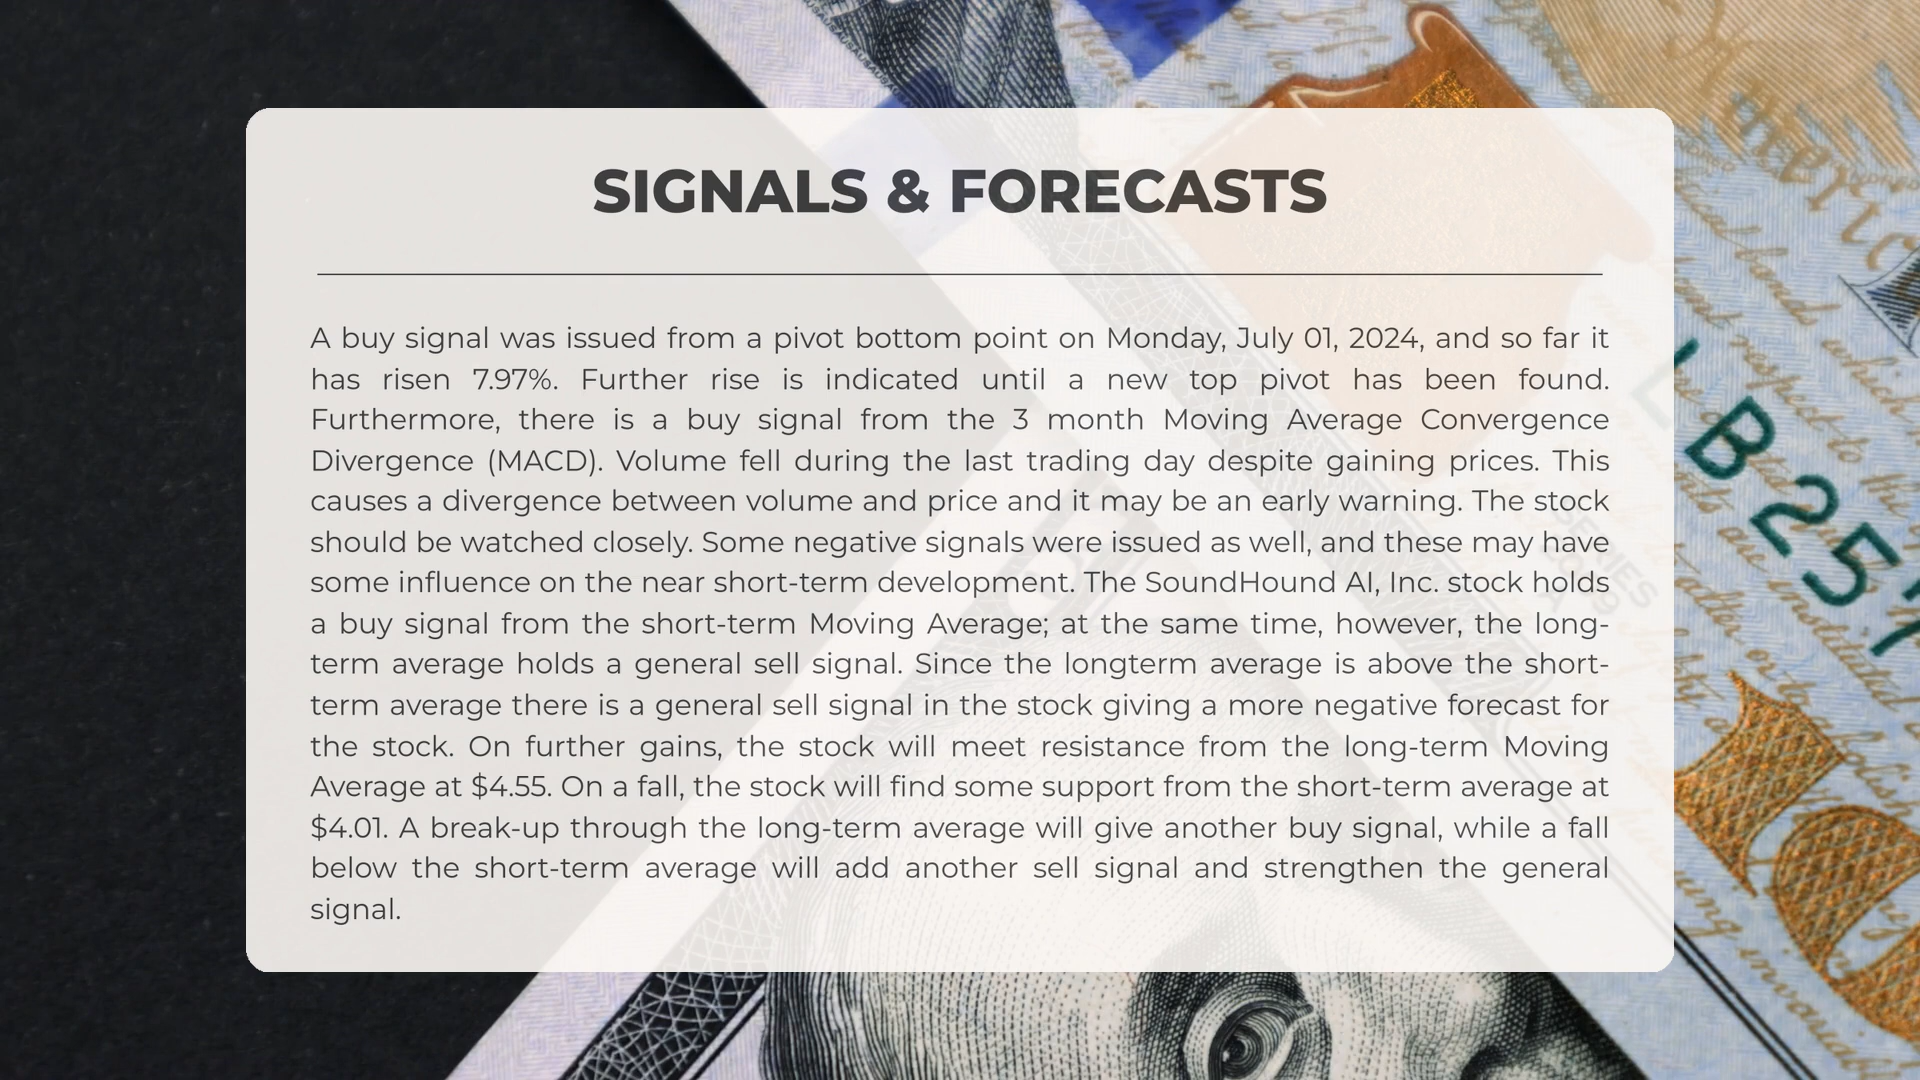 SIGNALS & FORECASTS
A buy signal was issued from a pivot bottom point on Monday, July 01, 2024, and so far it
has risen 7.97%. Further rise is indicated until a new top pivot has been found.
Furthermore, there is a buy signal from the 3 month Moving Average Convergence
Divergence (MACD). Volume fell during the last trading day despite gaining prices. This
causes a divergence between volume and price and it may be an early warning. The stock
should be watched closely. Some negative signals were issued as well, and these may have
some influence on the near short-term development. The SoundHound AI, Inc. stock holds
a buy signal from the short-term Moving Average; at the same time, however, the long-
term average holds a general sell signal. Since the longterm average is above the short-
term average there is a general sell signal in the stock giving a more negative forecast for
the stock. On further gains, the stock will meet resistance from the long-term Moving
Average at $4.55. On a fall, the stock will find some support from the short-term average at
$4.01. A break-up through the long-term average will give another buy signal, while a fall
below the short-term average will add another sell signal and strengthen the general
signal.
LB257
SERIES